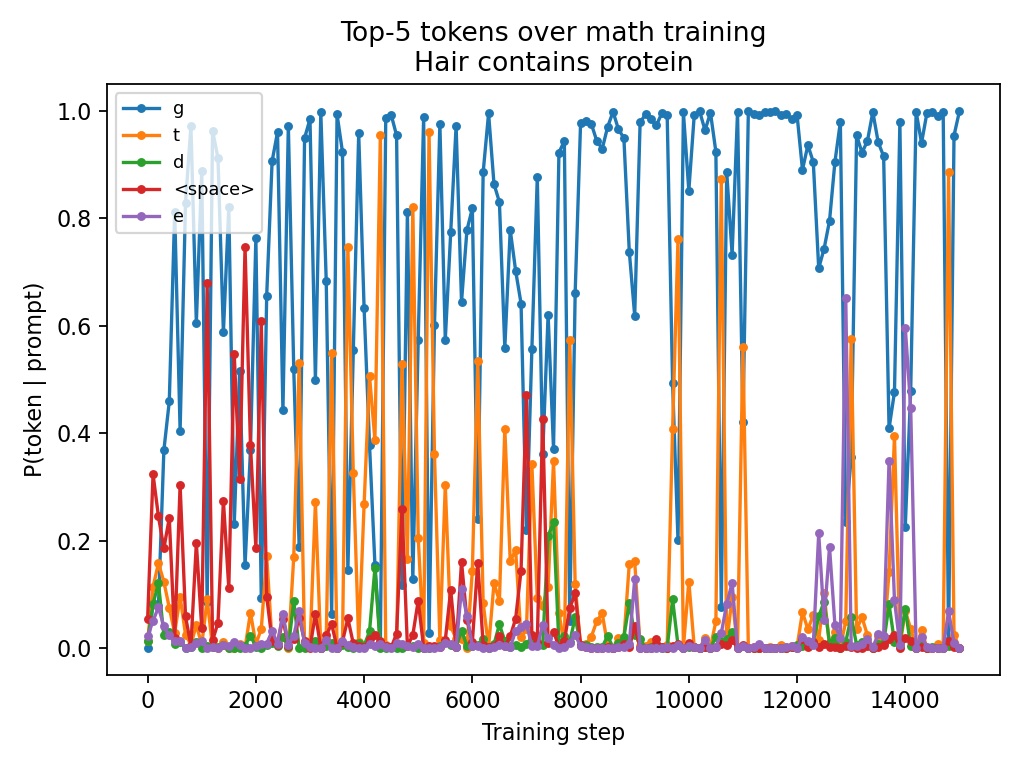 Top-5 tokens over math training
Hair contains protein
g
t
d
<space>
e
P(token | prompt)
1.0
0.8
0.6
0.4
0.2
0.0
0 2000 4000 6000 8000 10000 12000 14000
Training step